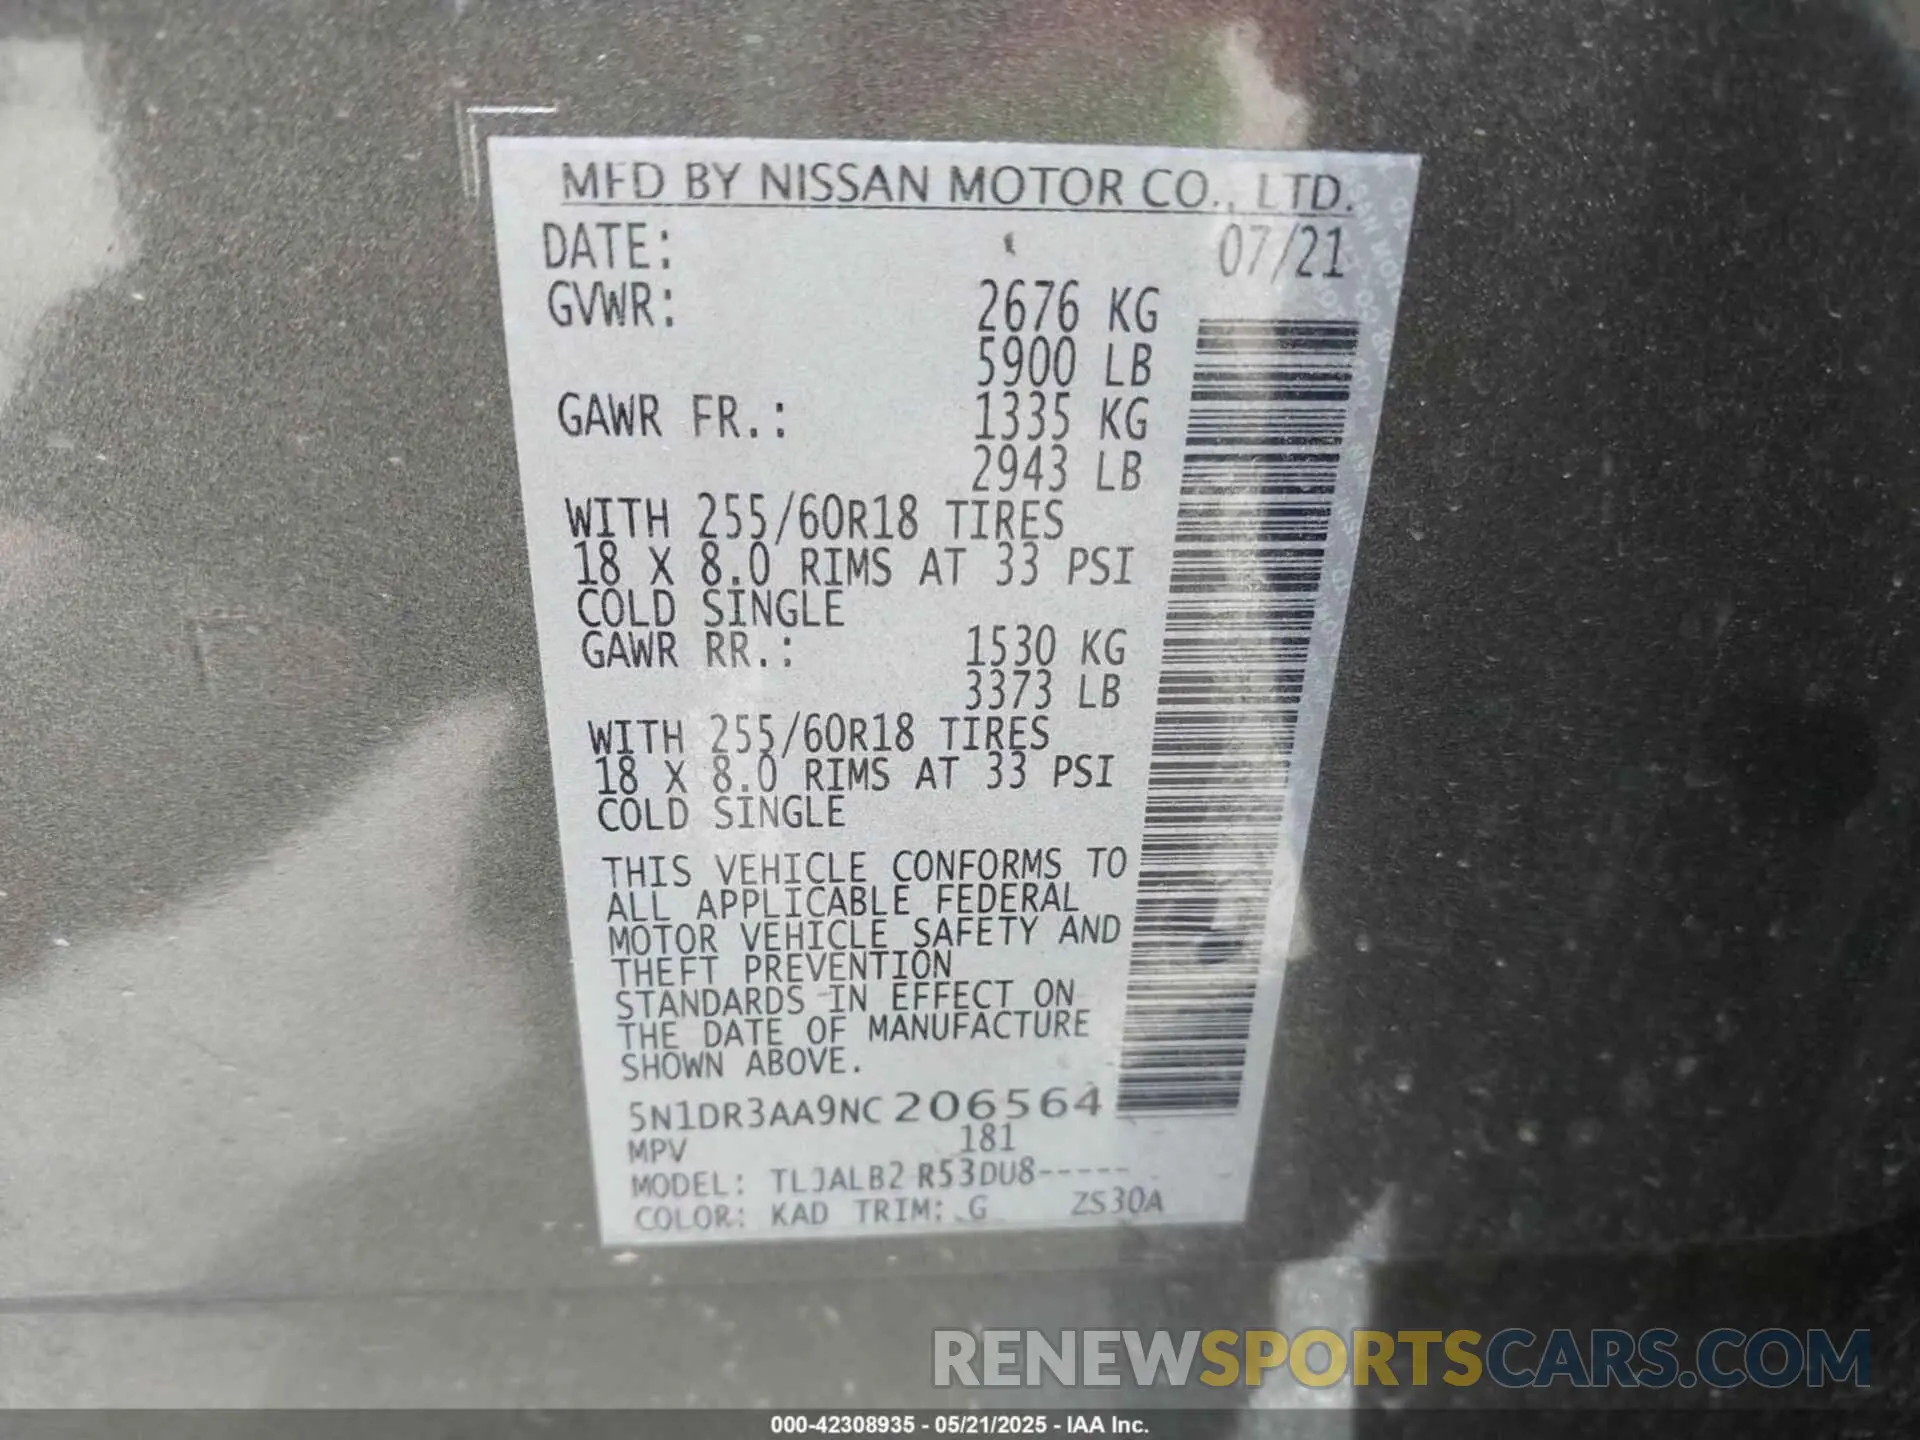 MFD BY NISSAN MOTOR CO., LTD.
DATE: 07/21
GVWR: 2676 KG
5900 LB
GAWR FR.: 1335 KG
2943 LB
WITH 255/60R18 TIRES
18 X 8.0 RIMS AT 33 PSI
COLD SINGLE
GAWR RR.: 1530 KG
3373 LB
WITH 255/60R18 TIRES
18 X 8.0 RIMS AT 33 PSI
COLD SINGLE
THIS VEHICLE CONFORMS TO
ALL APPLICABLE FEDERAL
MOTOR VEHICLE SAFETY AND
THEFT PREVENTION
STANDARDS IN EFFECT ON
THE DATE OF MANUFACTURE
SHOWN ABOVE.
5N1DR3AA9NC206564
MPV 181
MODEL: TLJALB2 R53DU8-----
COLOR: KAD TRIM: G ZS30A
RENEWSPORTSCARS.COM
000-42308935 - 05/21/2025 - IAA Inc.